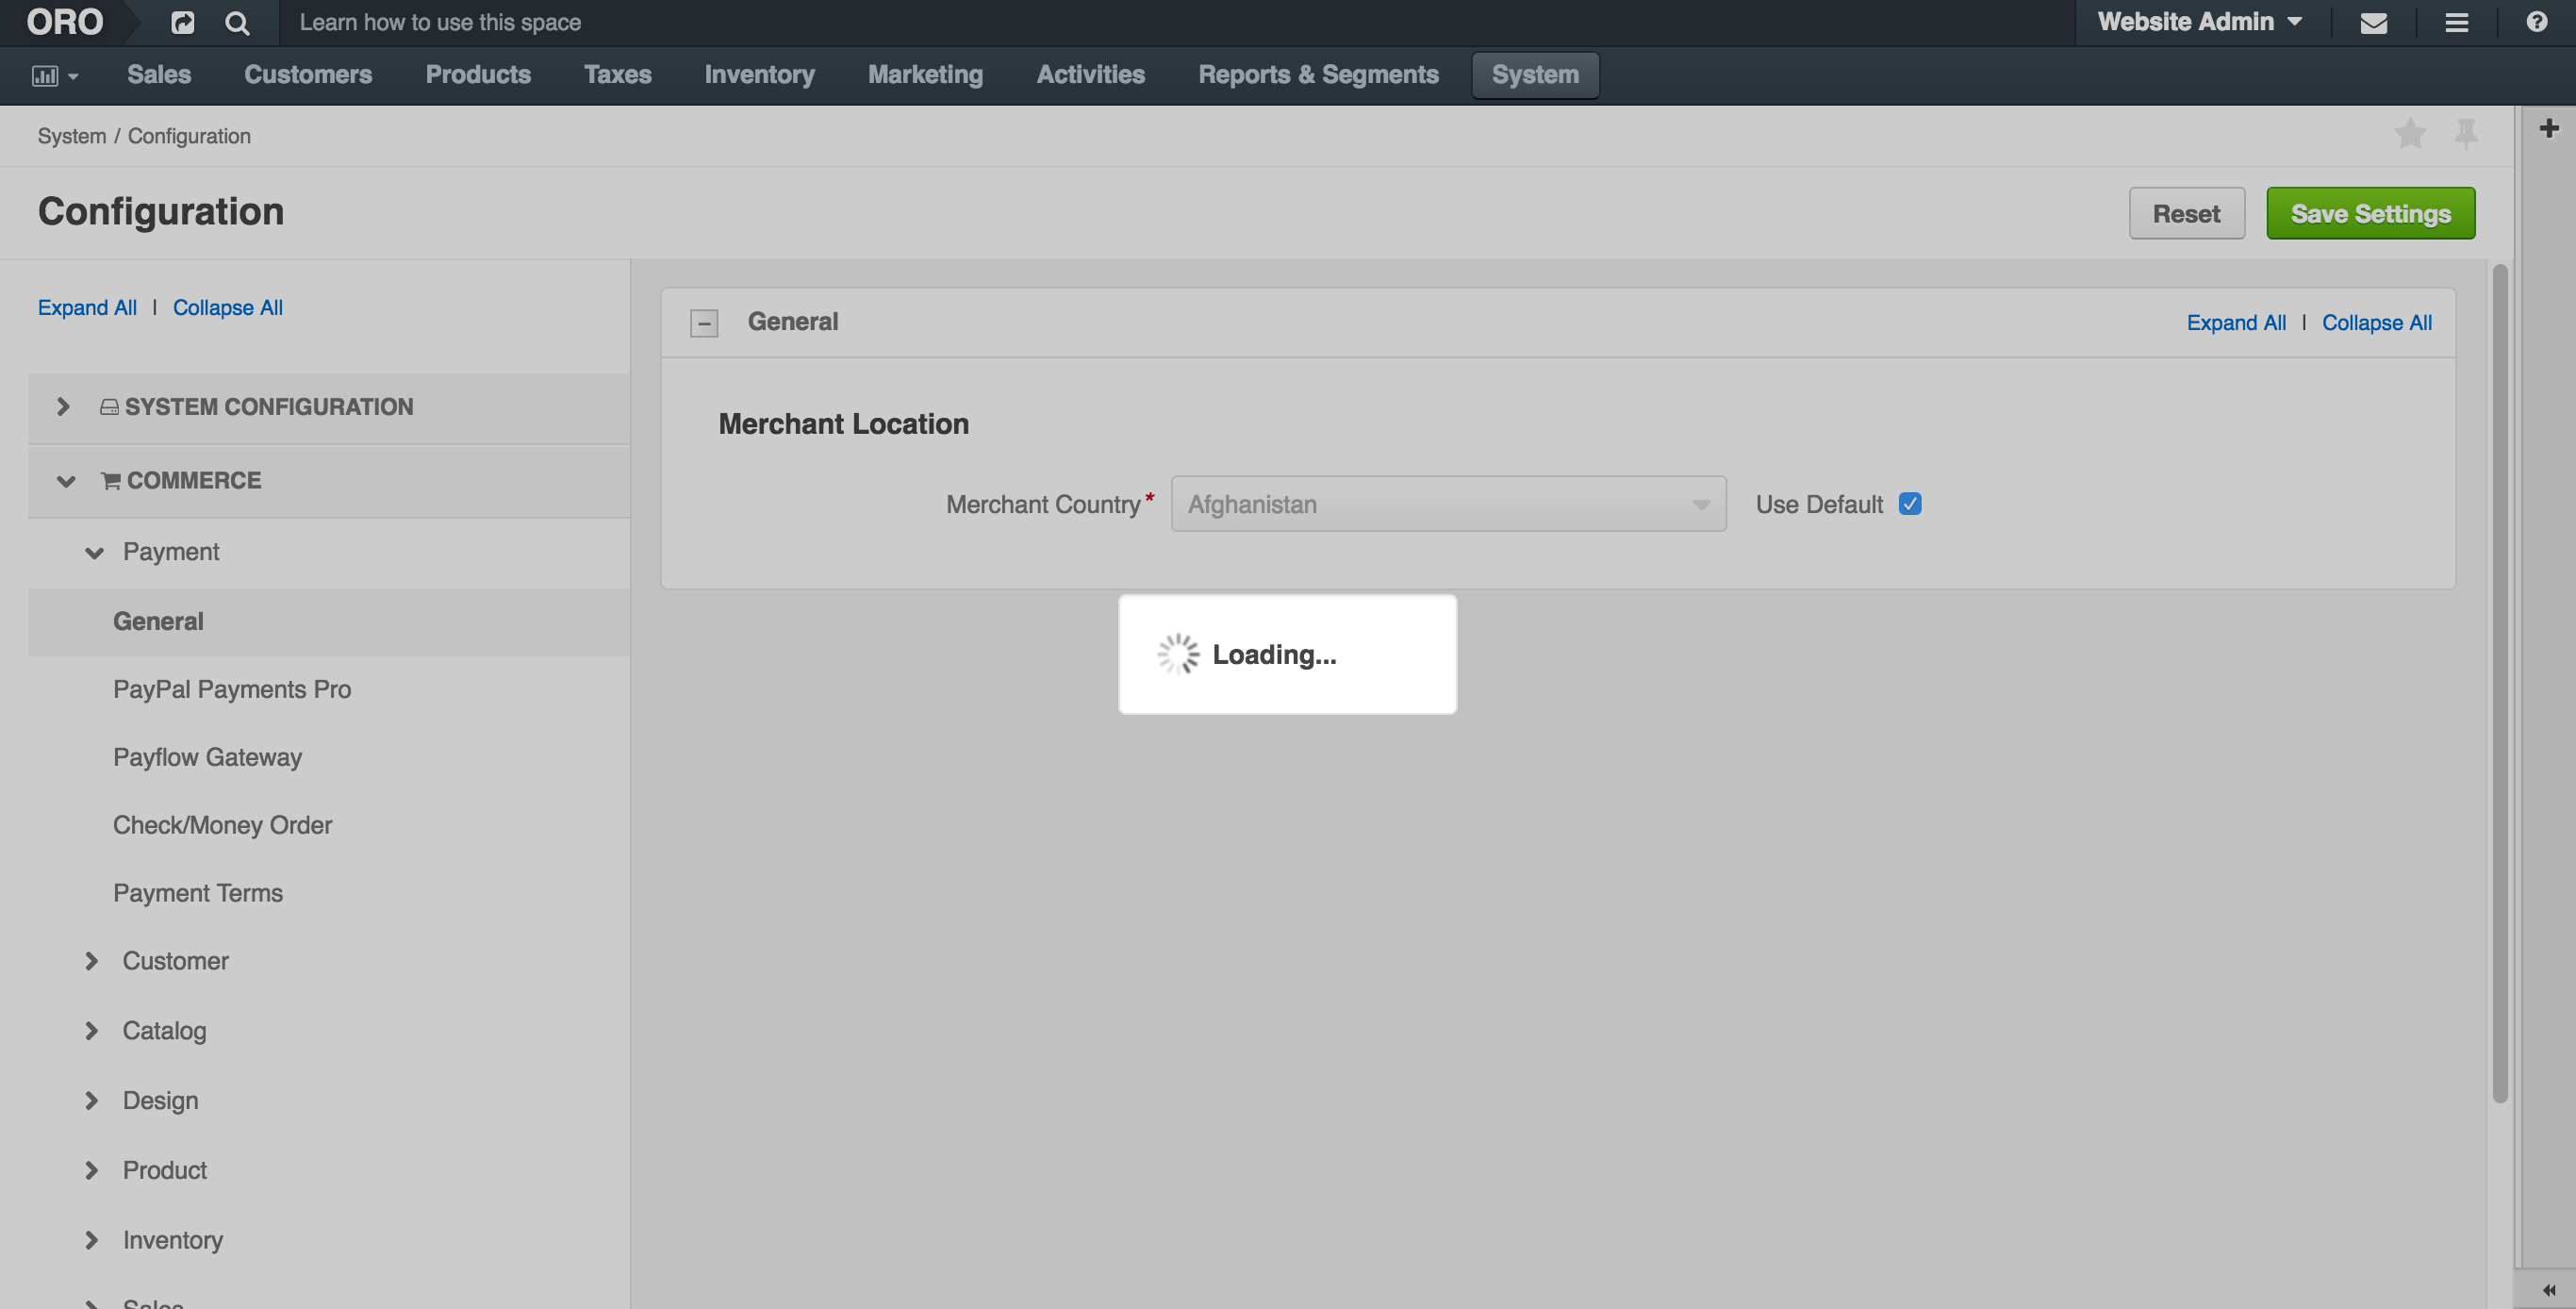 ORO
Learn how to use this space
Website Admin
Sales Customers Products Taxes Inventory Marketing Activities Reports & Segments System
System / Configuration
Configuration
Reset Save Settings
Expand All | Collapse All
SYSTEM CONFIGURATION
COMMERCE
Payment
General
PayPal Payments Pro
Payflow Gateway
Check/Money Order
Payment Terms
Customer
Catalog
Design
Product
Inventory
Sales
General
Expand All | Collapse All
Merchant Location
Merchant Country* Afghanistan Use Default
Loading...